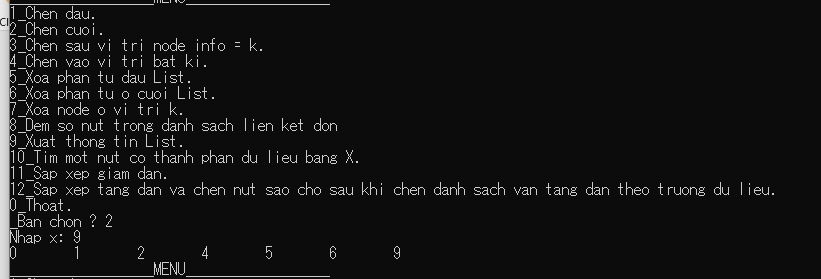 ________________MENU________________
1_Chen dau.
2_Chen cuoi.
3_Chen sau vi tri node info = k.
4_Chen vao vi tri bat ki.
5_Xoa phan tu dau List.
6_Xoa phan tu o cuoi List.
7_Xoa node o vi tri k.
8_Dem so nut trong danh sach lien ket don
9_Xuat thong tin List.
10_Tim mot nut co thanh phan du lieu bang X.
11_Sap xep giam dan.
12_Sap xep tang dan va chen nut sao cho sau khi chen danh sach van tang dan theo truong du lieu.
0_Thoat.
_Ban chon ? 2
Nhap x: 9
0 1 2 4 5 6 9
________________MENU________________